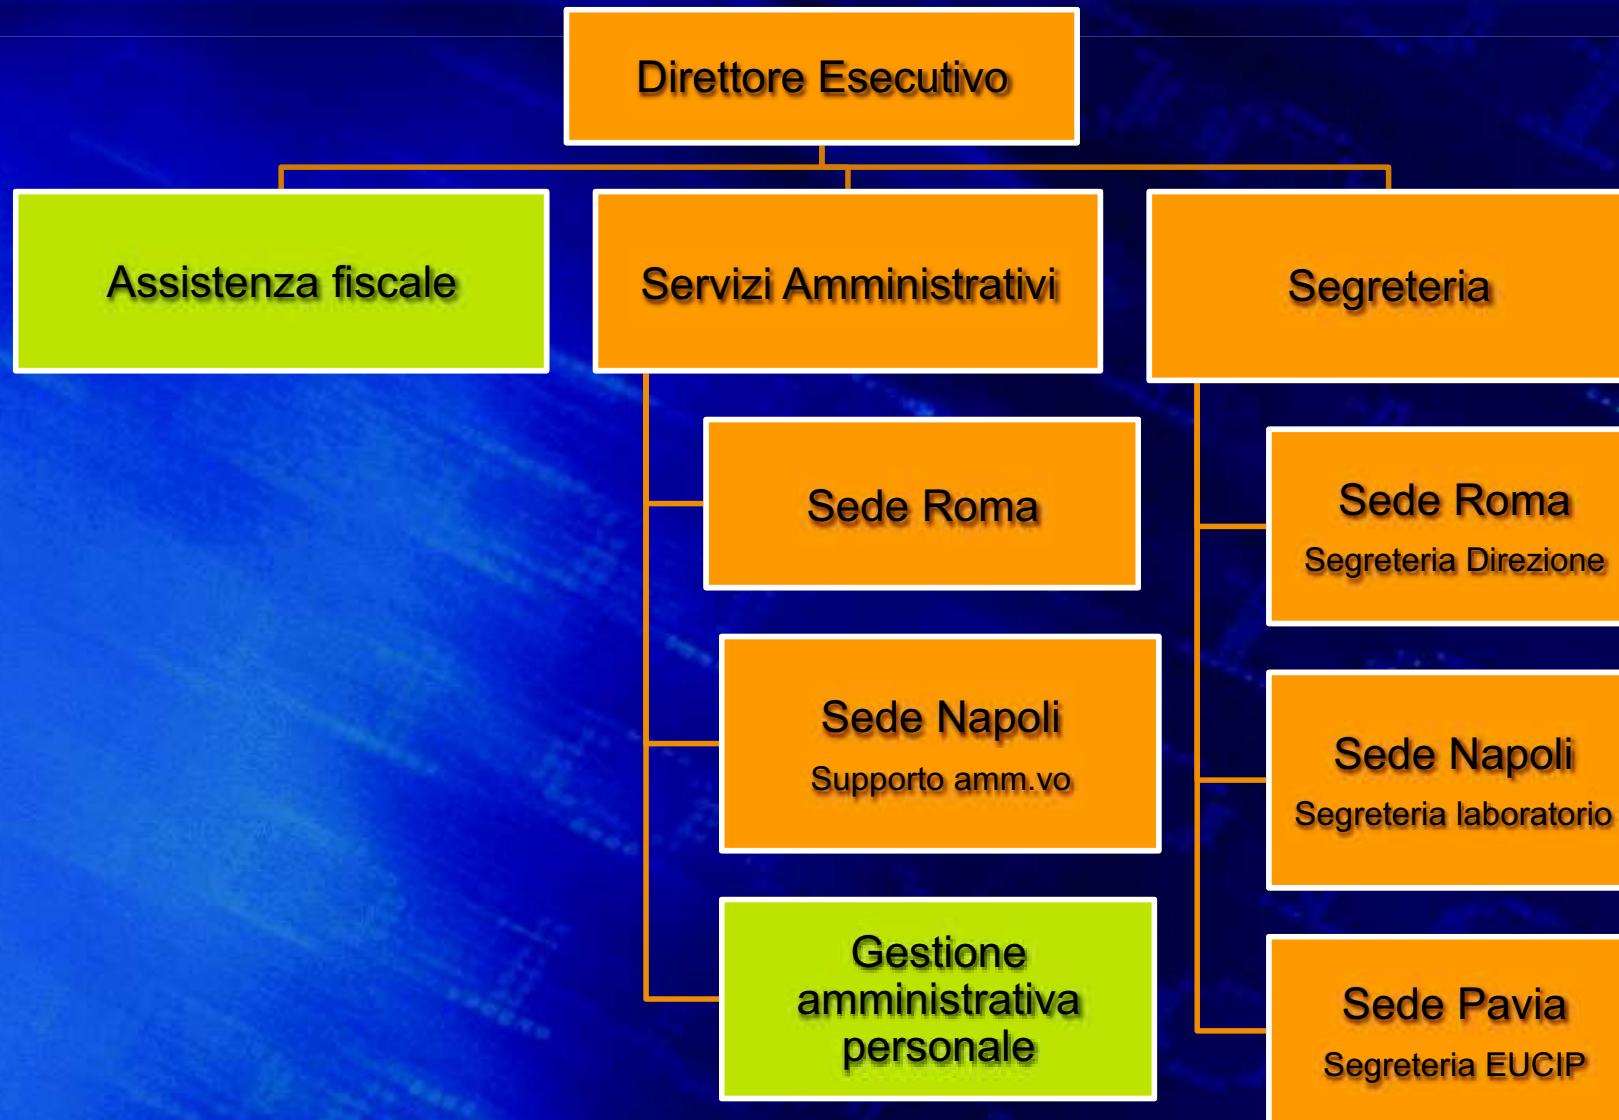 Direttore Esecutivo
Assistenza fiscale
Servizi Amministrativi
Segreteria
Sede Roma
Sede Napoli
Supporto amm.vo
Gestione
amministrativa
personale
Sede Roma
Segreteria Direzione
Sede Napoli
Segreteria laboratorio
Sede Pavia
Segreteria EUCIP